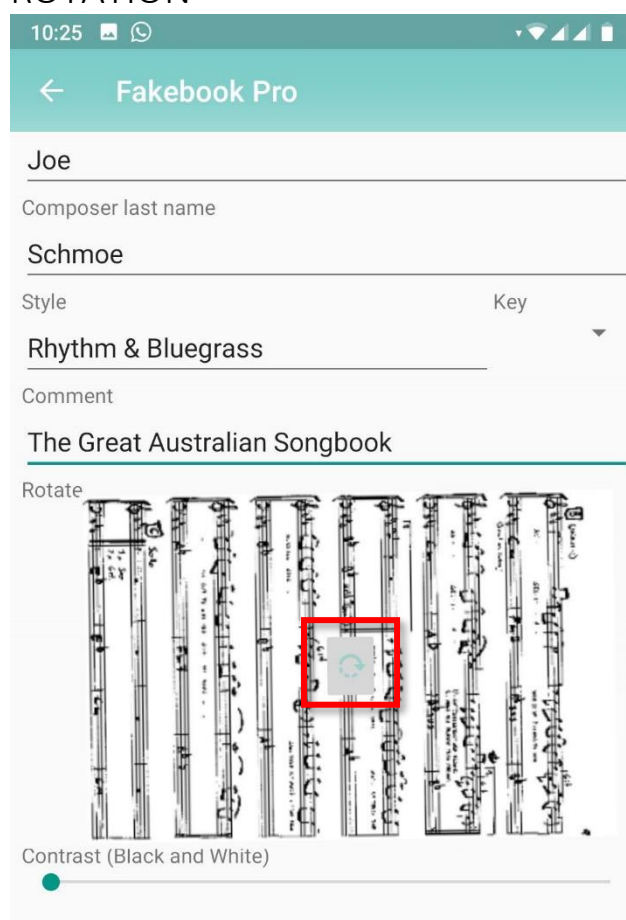 ROTATION
10:25
Fakebook Pro
Joe
Composer last name
Schmoe
Style Key
Rhythm & Bluegrass
Comment
The Great Australian Songbook
Rotate
Solo
Contrast (Black and White)